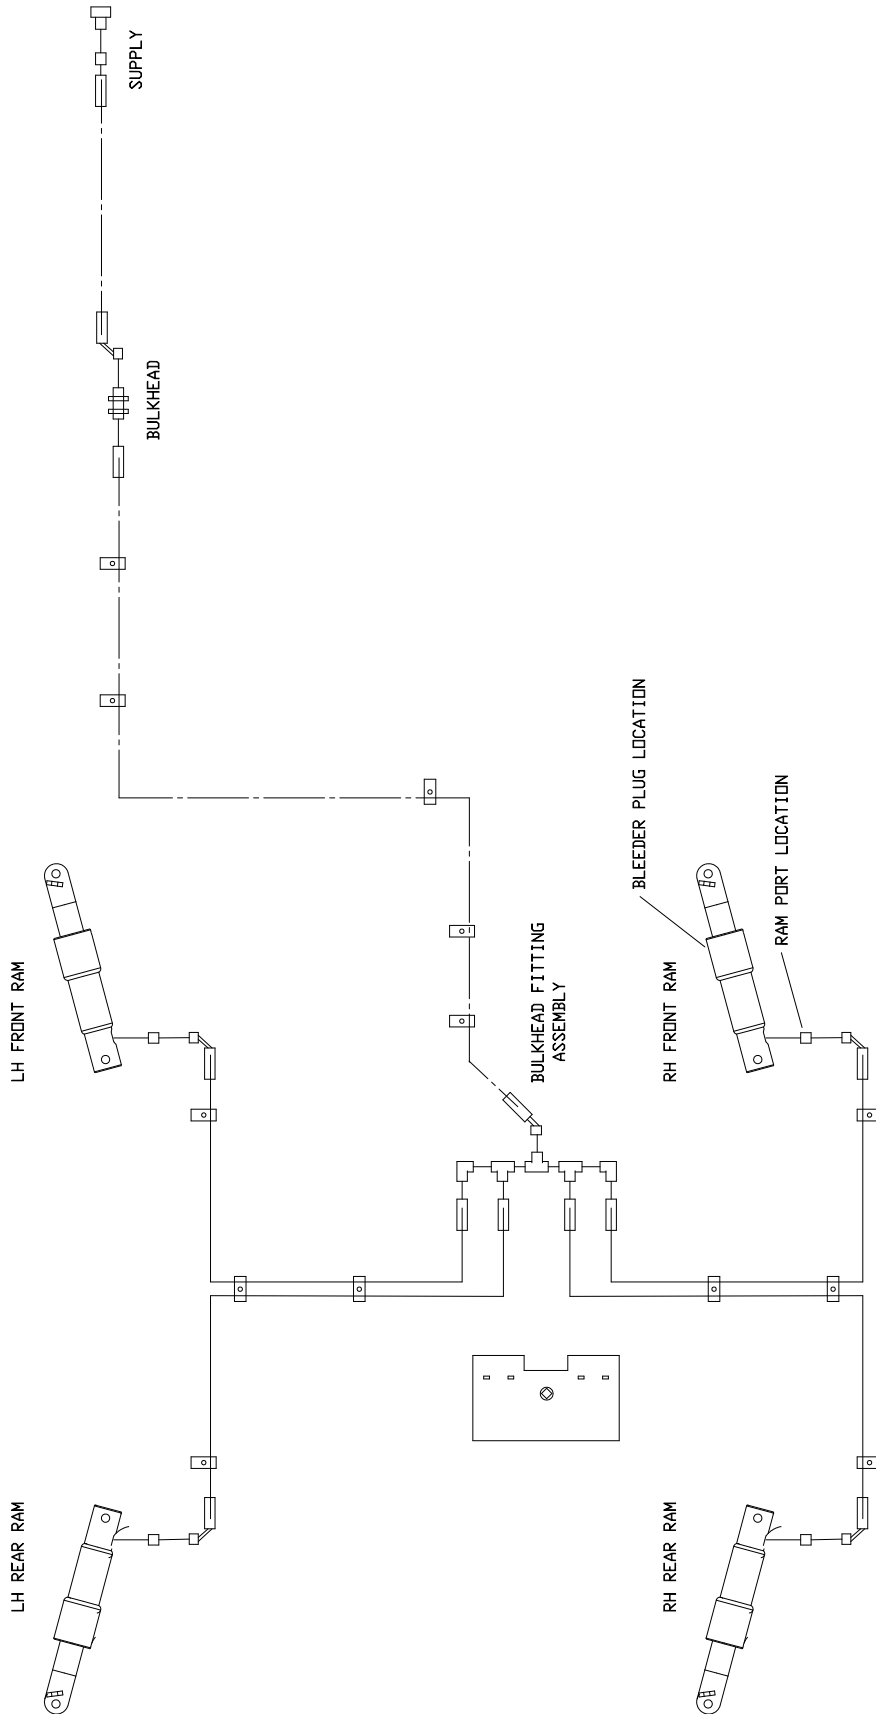 SUPPLY
BULKHEAD
BLEEDER PLUG LOCATION
RAM PORT LOCATION
LH FRONT RAM
BULKHEAD FITTING
ASSEMBLY
RH FRONT RAM
LH REAR RAM
RH REAR RAM